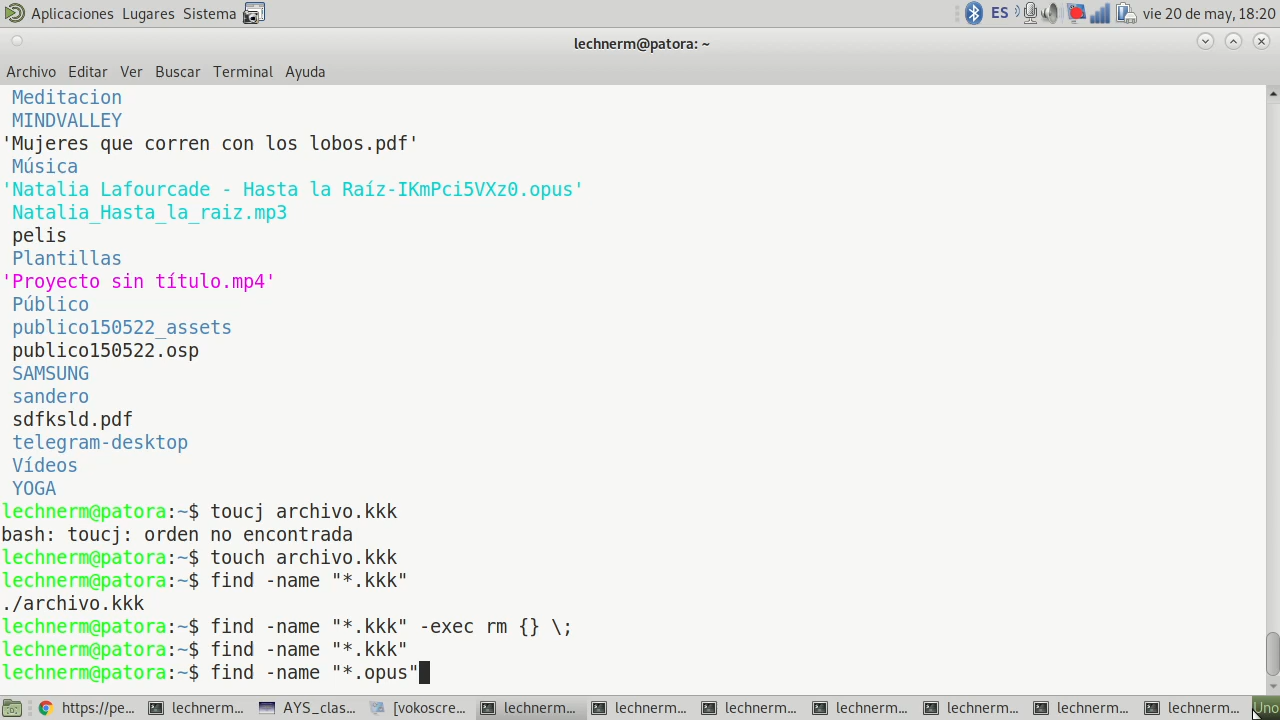 Aplicaciones Lugares Sistema ES vie 20 de may, 18:20
lechnerm@patora: ~
Archivo Editar Ver Buscar Terminal Ayuda
Meditacion
MINDVALLEY
'Mujeres que corren con los lobos.pdf'
Música
'Natalia Lafourcade - Hasta la Raíz-IKmPci5VXz0.opus'
Natalia_Hasta_la_raiz.mp3
pelis
Plantillas
'Proyecto sin título.mp4'
Público
publico150522_assets
publico150522.osp
SAMSUNG
sandero
sdfksld.pdf
telegram-desktop
Vídeos
YOGA
lechnerm@patora:~$ toucj archivo.kkk
bash: toucj: orden no encontrada
lechnerm@patora:~$ touch archivo.kkk
lechnerm@patora:~$ find -name "*.kkk"
./archivo.kkk
lechnerm@patora:~$ find -name "*.kkk" -exec rm {} \;
lechnerm@patora:~$ find -name "*.kkk"
lechnerm@patora:~$ find -name "*.opus"
https://pe... lechnerm... AYS_clas... [vokoscre... lechnerm... lechnerm... lechnerm... lechnerm... lechnerm... lechnerm... lechnerm... Uno